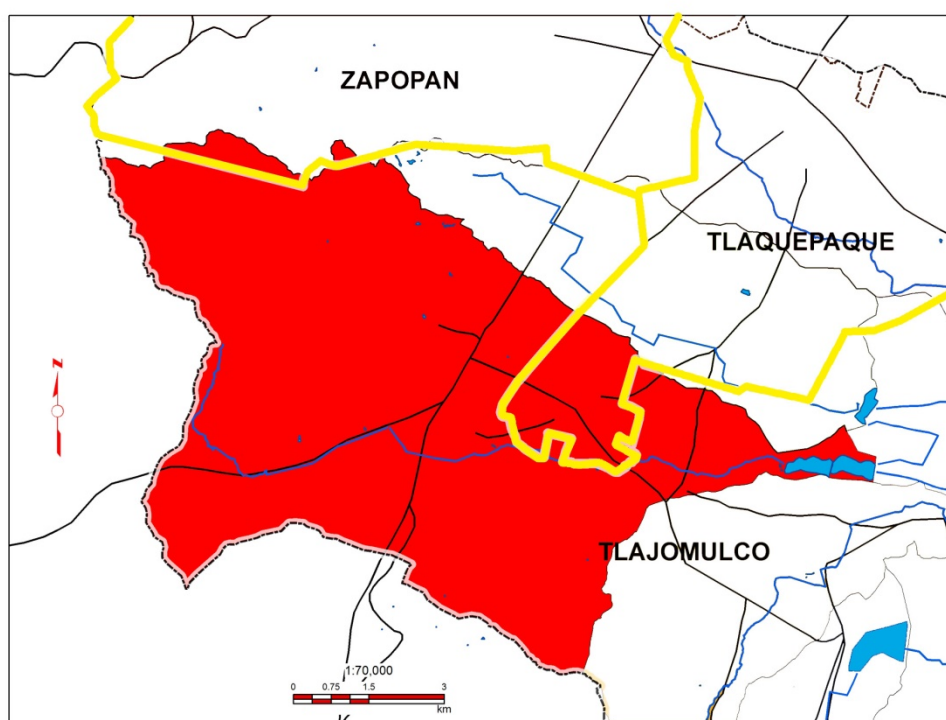 ZAPOPAN
TLAQUEPAQUE
N
TLAJOMULCO
1:70,000
0 0.75 1.5 3
km